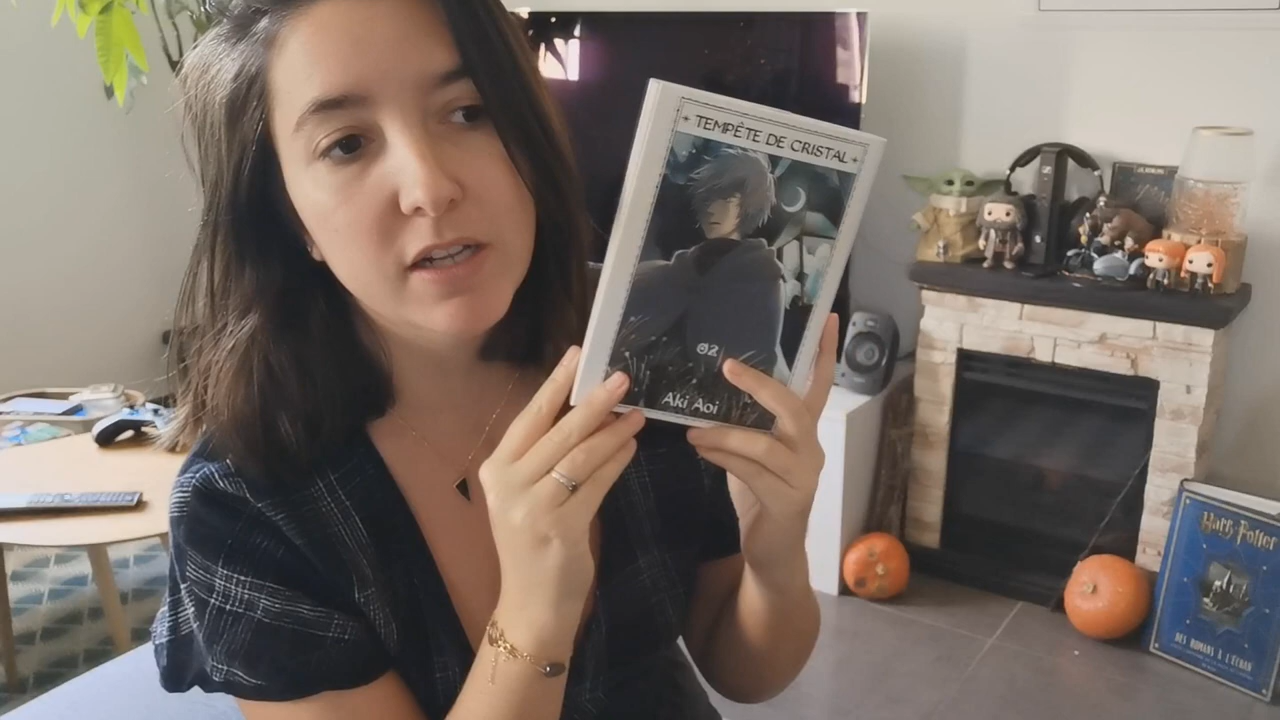 TEMPÊTE DE CRISTAL
02
Aki Aoi
Harry Potter
DES ROMANS À L'ÉCRAN